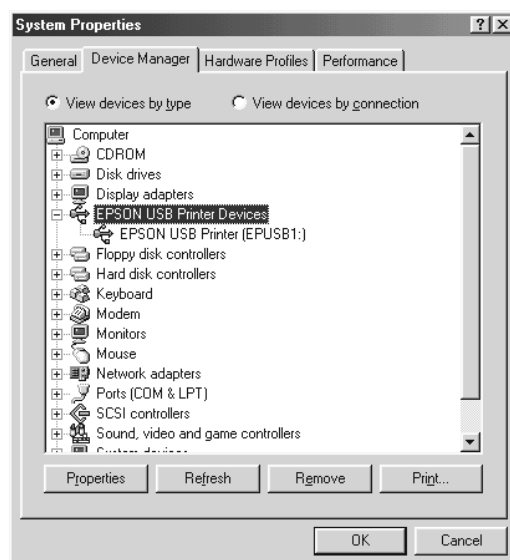 System Properties
General Device Manager Hardware Profiles Performance
View devices by type View devices by connection
Computer
CDROM
Disk drives
Display adapters
EPSON USB Printer Devices
EPSON USB Printer (EPUSB1:)
Floppy disk controllers
Hard disk controllers
Keyboard
Modem
Monitors
Mouse
Network adapters
Ports (COM & LPT)
SCSI controllers
Sound, video and game controllers
System devices
Properties Refresh Remove Print...
OK Cancel